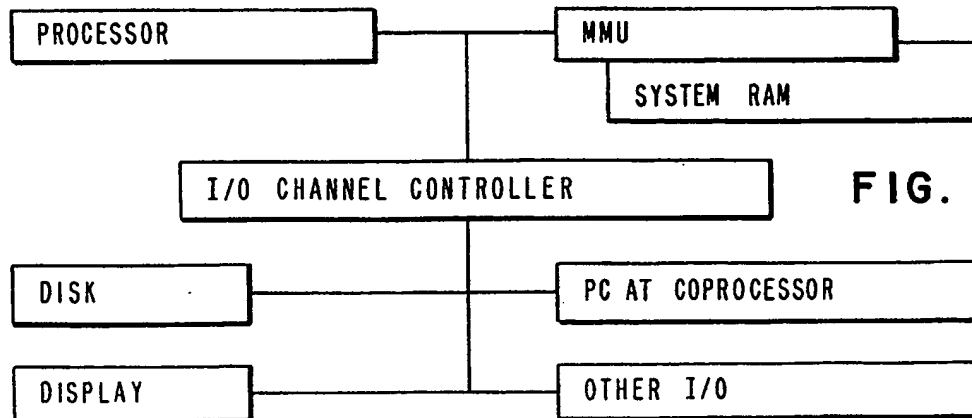 PROCESSOR
MMU
SYSTEM RAM
I/O CHANNEL CONTROLLER
FIG.
DISK
PC AT COPROCESSOR
DISPLAY
OTHER I/O